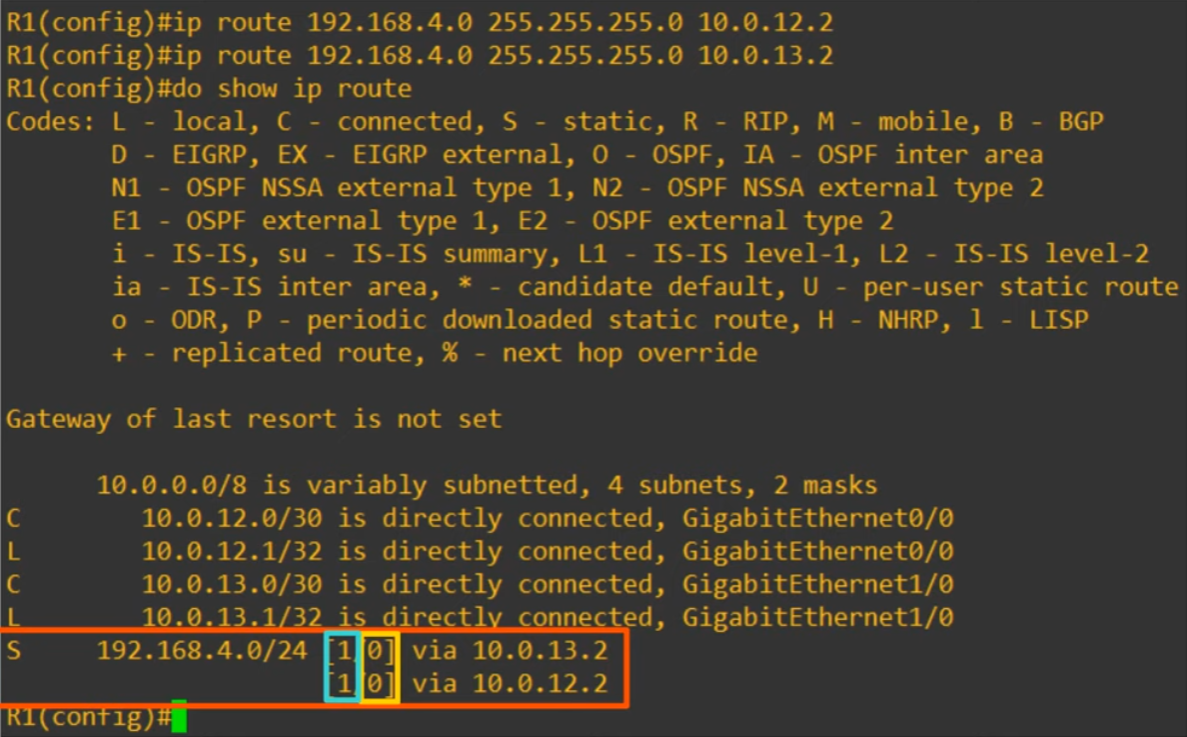 R1(config)#ip route 192.168.4.0 255.255.255.0 10.0.12.2
R1(config)#ip route 192.168.4.0 255.255.255.0 10.0.13.2
R1(config)#do show ip route
Codes: L - local, C - connected, S - static, R - RIP, M - mobile, B - BGP
D - EIGRP, EX - EIGRP external, O - OSPF, IA - OSPF inter area
N1 - OSPF NSSA external type 1, N2 - OSPF NSSA external type 2
E1 - OSPF external type 1, E2 - OSPF external type 2
i - IS-IS, su - IS-IS summary, L1 - IS-IS level-1, L2 - IS-IS level-2
ia - IS-IS inter area, * - candidate default, U - per-user static route
o - ODR, P - periodic downloaded static route, H - NHRP, l - LISP
+ - replicated route, % - next hop override
Gateway of last resort is not set
10.0.0.0/8 is variably subnetted, 4 subnets, 2 masks
C 10.0.12.0/30 is directly connected, GigabitEthernet0/0
L 10.0.12.1/32 is directly connected, GigabitEthernet0/0
C 10.0.13.0/30 is directly connected, GigabitEthernet1/0
L 10.0.13.1/32 is directly connected, GigabitEthernet1/0
S 192.168.4.0/24 [1/0] via 10.0.13.2
[1/0] via 10.0.12.2
R1(config)#